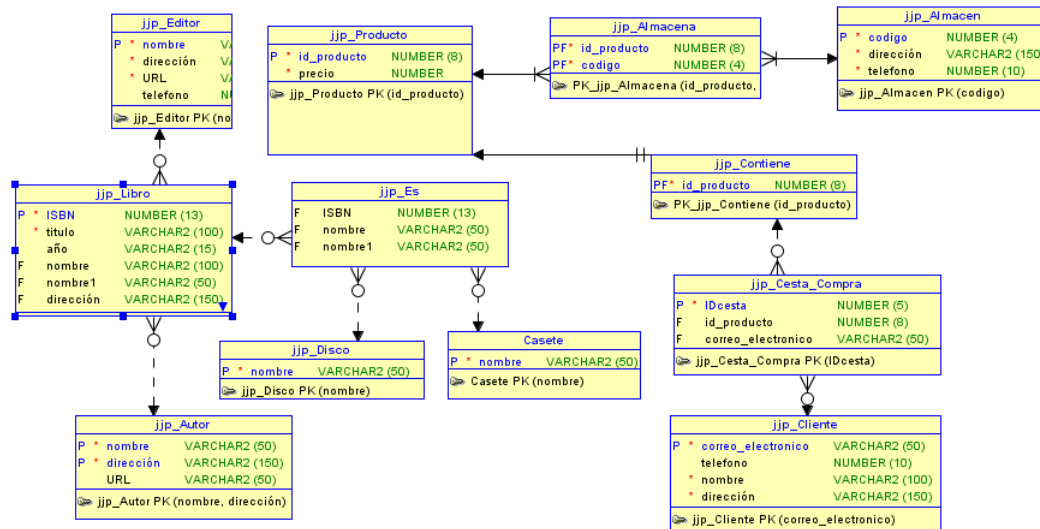 jjp_Editor
P * nombre VA
* dirección VA
* URL VA
telefono NU
jjp_Editor PK (no
jjp_Producto
P * id_producto NUMBER (8)
* precio NUMBER
jjp_Producto PK (id_producto)
jjp_Almacena
PF* id_producto NUMBER (8)
PF* codigo NUMBER (4)
PK_jjp_Almacena (id_producto,
jjp_Almacen
P * codigo NUMBER (4)
* dirección VARCHAR2 (150
* telefono NUMBER (10)
jjp_Almacen PK (codigo)
jjp_Contiene
PF* id_producto NUMBER (8)
PK_jjp_Contiene (id_producto)
jjp_Libro
P * ISBN NUMBER (13)
* titulo VARCHAR2 (100)
año VARCHAR2 (15)
F nombre VARCHAR2 (100)
F nombre1 VARCHAR2 (50)
F dirección VARCHAR2 (150)
jjp_Es
F ISBN NUMBER (13)
F nombre VARCHAR2 (50)
F nombre1 VARCHAR2 (50)
jjp_Cesta_Compra
P * IDcesta NUMBER (5)
F id_producto NUMBER (8)
F correo_electronico VARCHAR2 (50)
jjp_Cesta_Compra PK (IDcesta)
jjp_Disco
P * nombre VARCHAR2 (50)
jjp_Disco PK (nombre)
Casete
P * nombre VARCHAR2 (50)
Casete PK (nombre)
jjp_Autor
P * nombre VARCHAR2 (50)
P * dirección VARCHAR2 (150)
URL VARCHAR2 (50)
jjp_Autor PK (nombre, dirección)
jjp_Cliente
P * correo_electronico VARCHAR2 (50)
telefono NUMBER (10)
* nombre VARCHAR2 (100)
* dirección VARCHAR2 (150)
jjp_Cliente PK (correo_electronico)